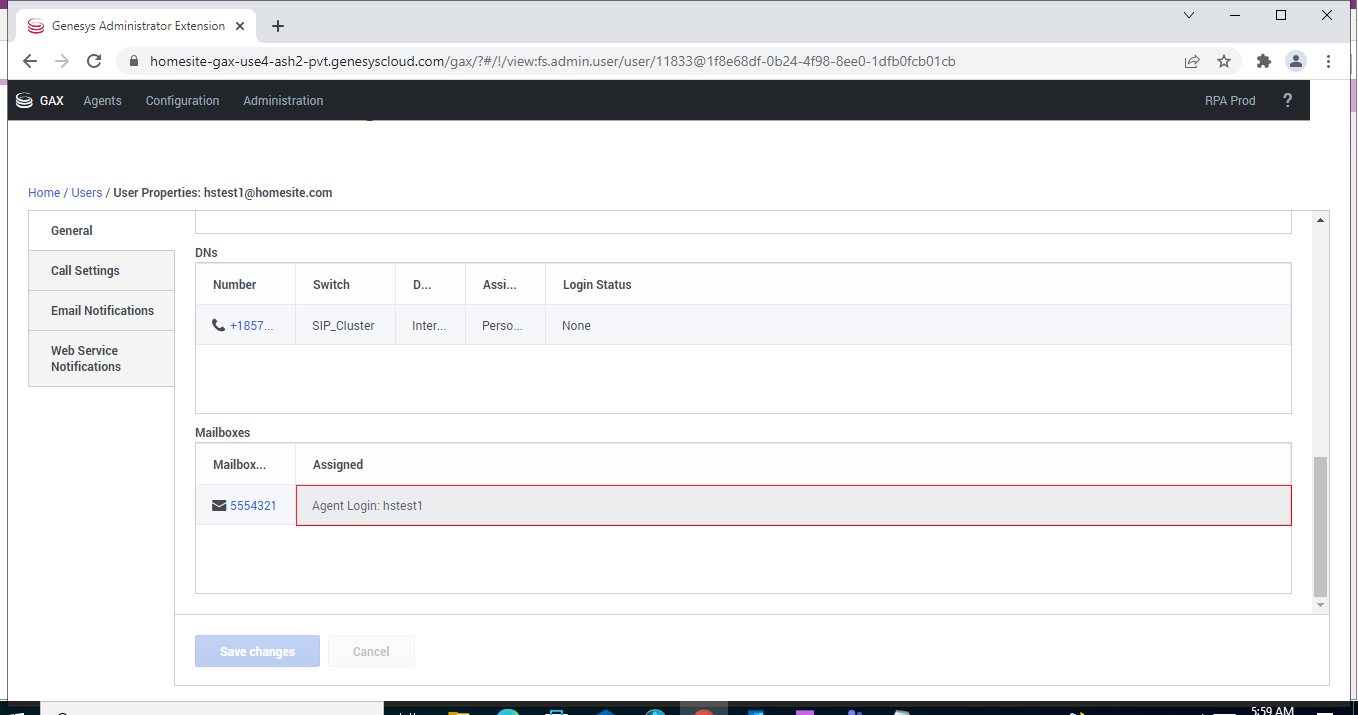 Genesys Administrator Extension
homesite-gax-use4-ash2-pvt.genesyscloud.com/gax/?#/!/view:fs.admin.user/user/11833@1f8e68df-0b24-4f98-8ee0-1dfb0fcb01cb
GAX Agents Configuration Administration RPA Prod ?
Home / Users / User Properties: hstest1@homesite.com
General
Call Settings
Email Notifications
Web Service
Notifications
DNs
Number Switch D... Assi... Login Status
+1857... SIP_Cluster Inter... Perso... None
Mailboxes
Mailbox... Assigned
5554321 Agent Login: hstest1
Save changes Cancel
5:59 AM